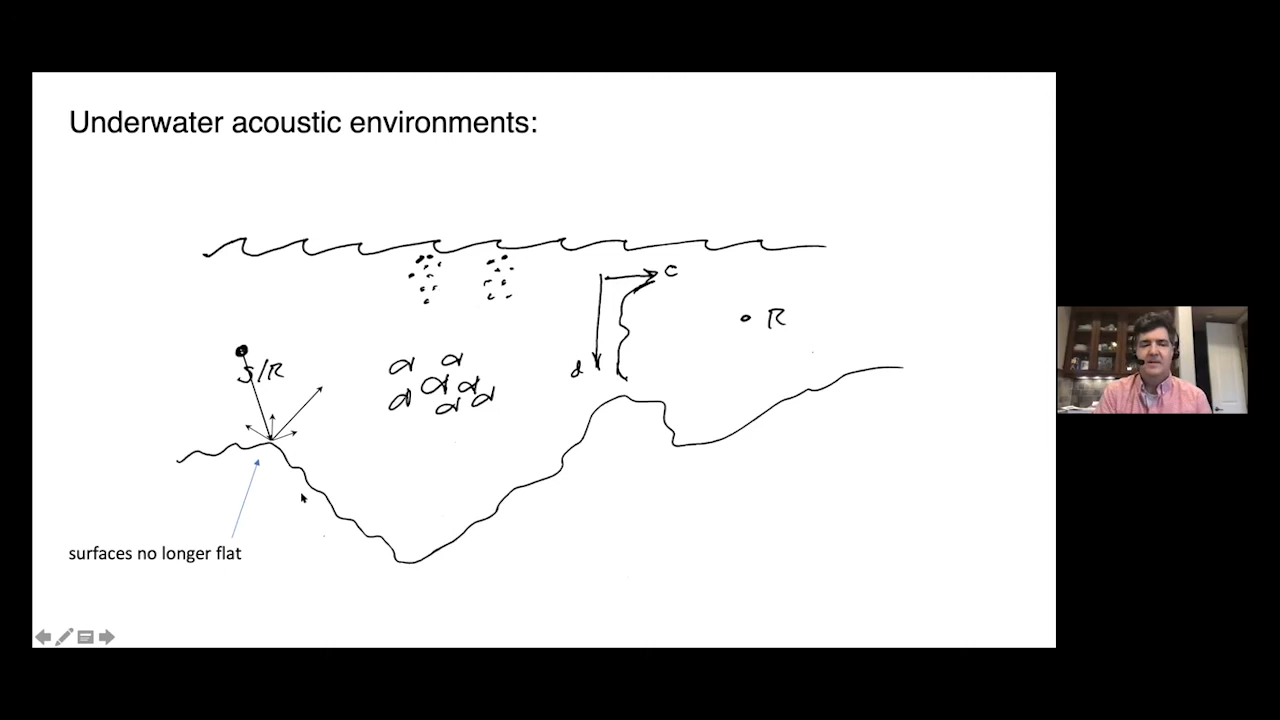 Underwater acoustic environments:
c
R
S/R
d
surfaces no longer flat